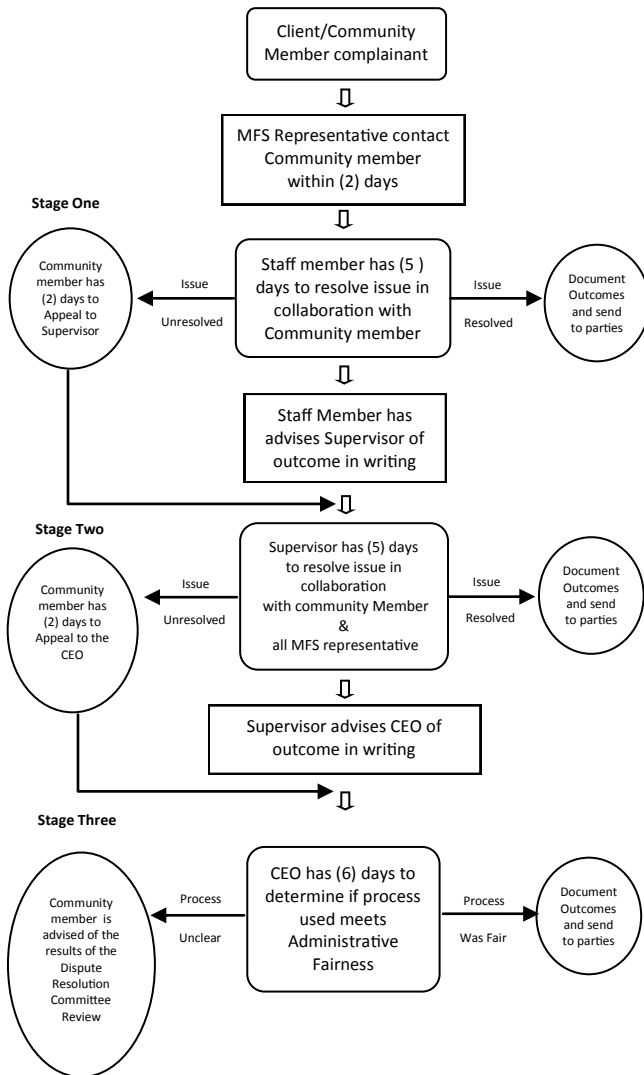 Client/Community
Member complainant
MFS Representative contact
Community member
within (2) days
Stage One
Community
member has
(2) days to
Appeal to
Supervisor
Issue
Unresolved
Staff member has (5 )
days to resolve issue in
collaboration with
Community member
Issue
Resolved
Document
Outcomes
and send
to parties
Staff Member has
advises Supervisor of
outcome in writing
Stage Two
Community
member has
(2) days to
Appeal to the
CEO
Issue
Unresolved
Supervisor has (5) days
to resolve issue in
collaboration
with community Member
&
all MFS representative
Issue
Resolved
Document
Outcomes
and send
to parties
Supervisor advises CEO of
outcome in writing
Stage Three
Community
member is
advised of the
results of the
Dispute
Resolution
Committee
Review
Process
Unclear
CEO has (6) days to
determine if process
used meets
Administrative
Fairness
Process
Was Fair
Document
Outcomes
and send
to parties